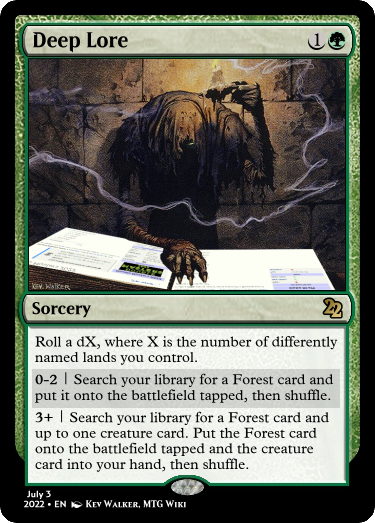 Deep Lore 1
KEV WALKER
Sorcery
Roll a dX, where X is the number of differently
named lands you control.
0-2 | Search your library for a Forest card and
put it onto the battlefield tapped, then shuffle.
3+ | Search your library for a Forest card and
up to one creature card. Put the Forest card
onto the battlefield tapped and the creature
card into your hand, then shuffle.
July 3
2022 • EN Kev Walker, MTG Wiki